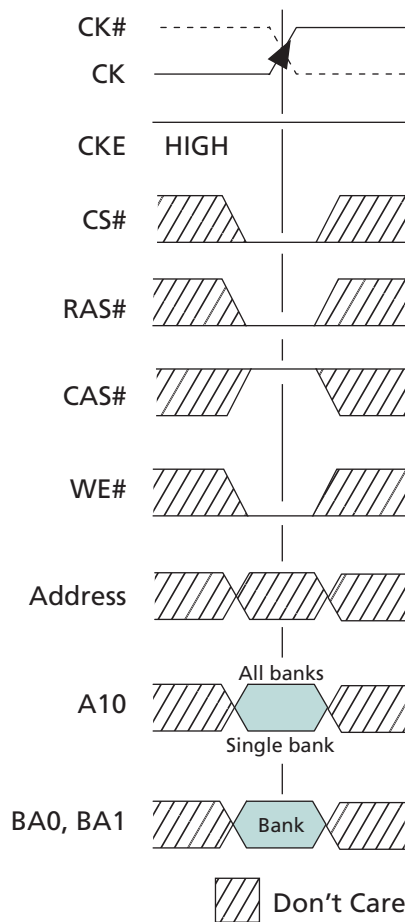 CK#
CK
CKE HIGH
CS#
RAS#
CAS#
WE#
Address
All banks
A10
Single bank
BA0, BA1 Bank
Don't Care